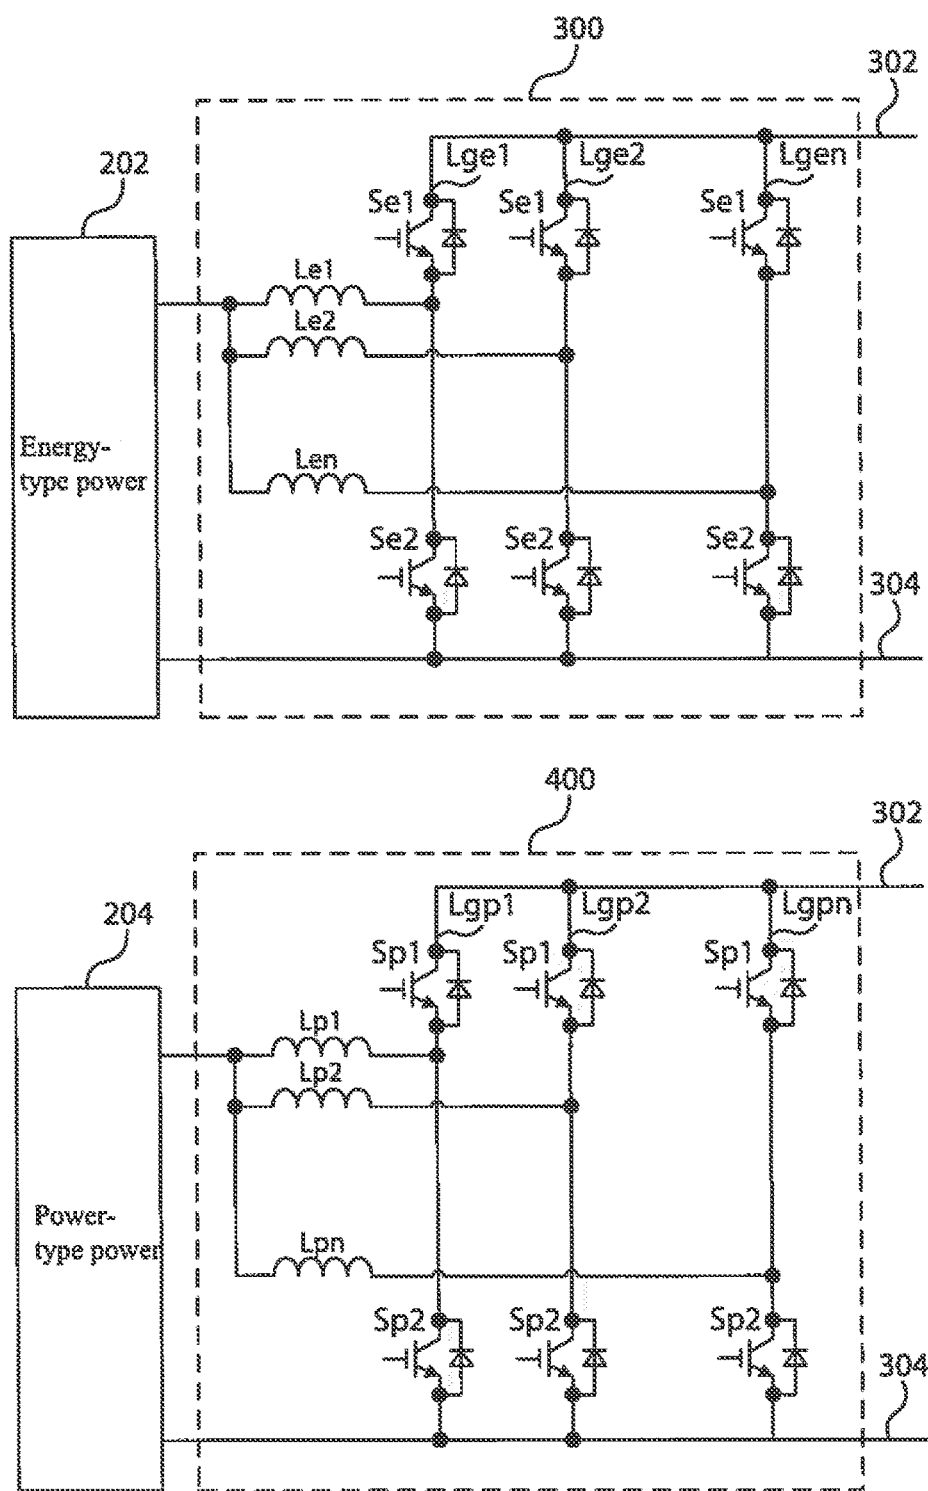 300
302
202
Lge1 Lge2 Lgen
Se1 Se1 Se1
Le1
Le2
Energy-
type power
Len
Se2 Se2 Se2
304
400
302
204
Lgp1 Lgp2 Lgpn
Sp1 Sp1 Sp1
Lp1
Lp2
Power-
type power
Lpn
Sp2 Sp2 Sp2
304